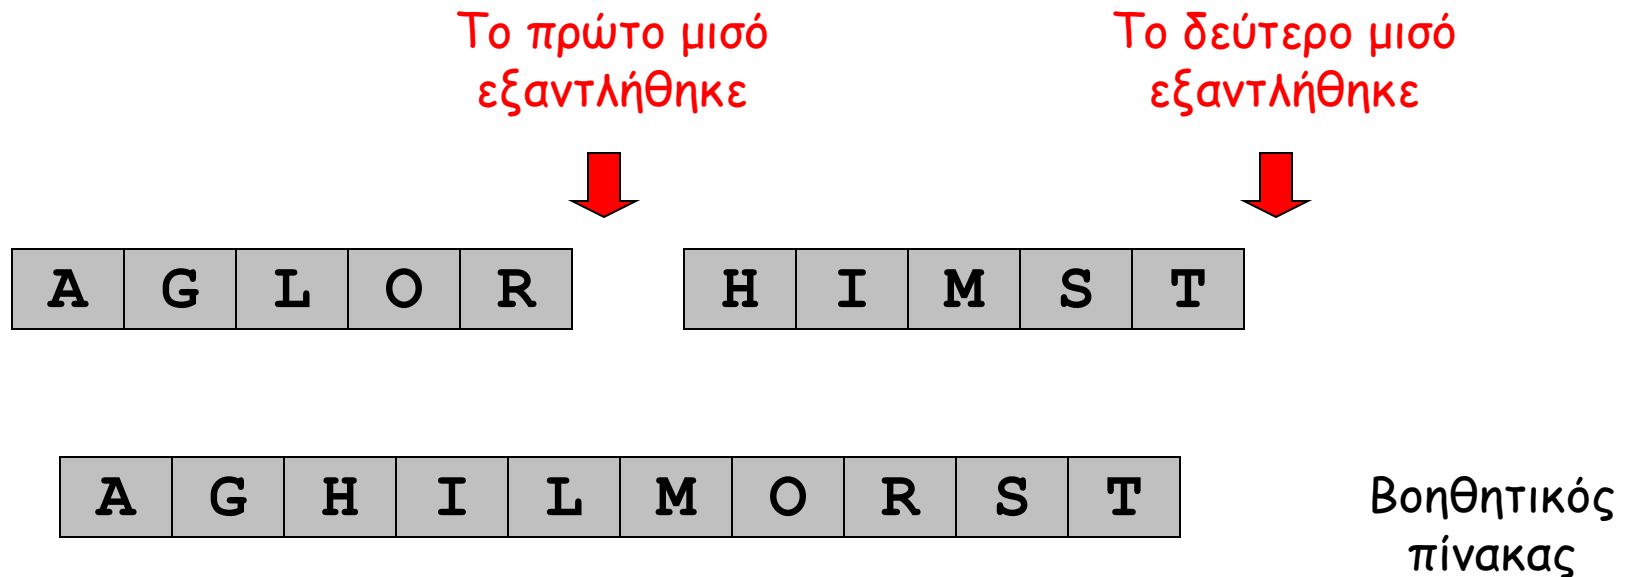 Το πρώτο μισό
εξαντλήθηκε
Το δεύτερο μισό
εξαντλήθηκε
A G L O R
H I M S T
A G H I L M O R S T
Βοηθητικός
πίνακας